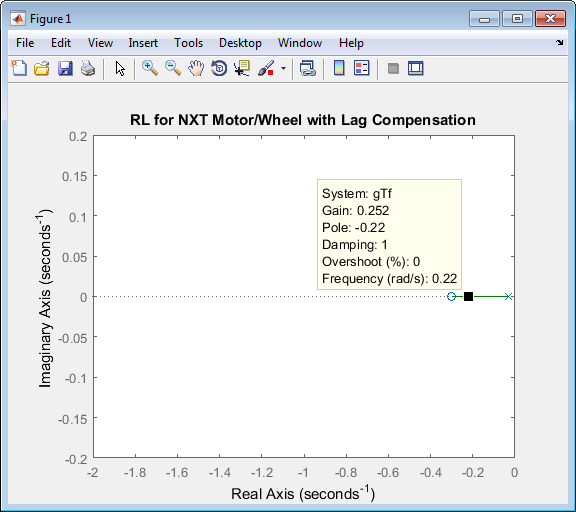 Figure 1
File Edit View Insert Tools Desktop Window Help
RL for NXT Motor/Wheel with Lag Compensation
0.2
0.15
0.1
0.05
0
-0.05
-0.1
-0.15
-0.2
Imaginary Axis (seconds⁻¹)
System: gTf
Gain: 0.252
Pole: -0.22
Damping: 1
Overshoot (%): 0
Frequency (rad/s): 0.22
-2 -1.8 -1.6 -1.4 -1.2 -1 -0.8 -0.6 -0.4 -0.2 0
Real Axis (seconds⁻¹)